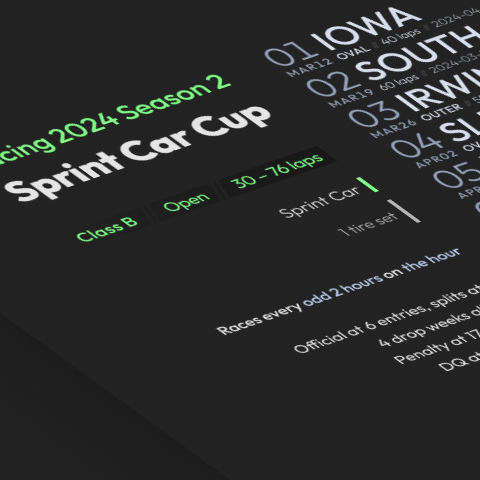 2024 Season 2
Sprint Car Cup
Class B
Open
30 – 76 laps
Sprint Car
1 tire set
Races every odd 2 hours on the hour
Official at 6 entries, splits at
4 drop weeks
Penalty at 17
DQ at
01 IOWA
MAR12 OVAL // 40 laps // 2024-04
02 SOUTH
MAR19 60 laps // 2024-03
03
MAR26 OUTER
04
APR02
05